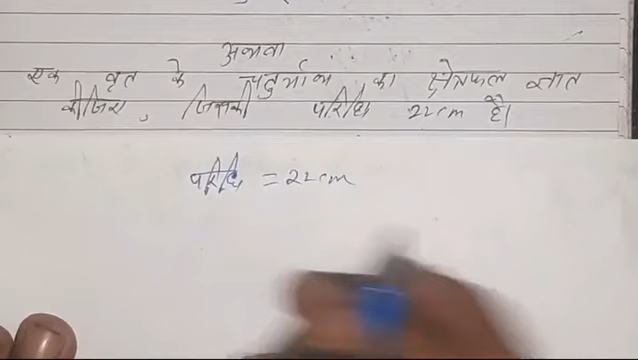 अथवा
एक वृत के चतुर्थांश का क्षेत्रफल ज्ञात
कीजिए, जिसकी परिधि 22cm है।
परिधि = 22cm